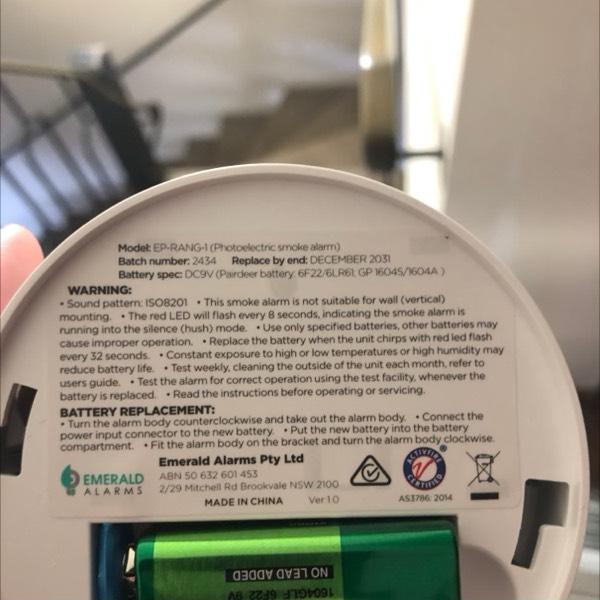 Model: EP-RANG-1 (Photoelectric smoke alarm)
Batch number: 2434 Replace by end: DECEMBER 2031
Battery spec: DC9V (Pairdeer battery: 6F22/6LR61, GP 1604S/1604A )
WARNING:
• Sound pattern: ISO8201 • This smoke alarm is not suitable for wall (vertical)
mounting. • The red LED will flash every 8 seconds, indicating the smoke alarm is
running into the silence (hush) mode. • Use only specified batteries, other batteries may
cause improper operation. • Replace the battery when the unit chirps with red led flash
every 32 seconds. • Constant exposure to high or low temperatures or high humidity may
reduce battery life. • Test weekly, cleaning the outside of the unit each month, refer to
users guide. • Test the alarm for correct operation using the test facility, whenever the
battery is replaced. • Read the instructions before operating or servicing.
BATTERY REPLACEMENT:
• Turn the alarm body counterclockwise and take out the alarm body. • Connect the
power input connector to the new battery. • Put the new battery into the battery
compartment. • Fit the alarm body on the bracket and turn the alarm body clockwise.
EMERALD
ALARMS
Emerald Alarms Pty Ltd
ABN 50 632 601 453
2/29 Mitchell Rd Brookvale NSW 2100
MADE IN CHINA Ver 1.0
ACTIVFIRE
CERTIFIED
AS3786: 2014
NO LEAD ADDED
1604GLF 6F22 9V